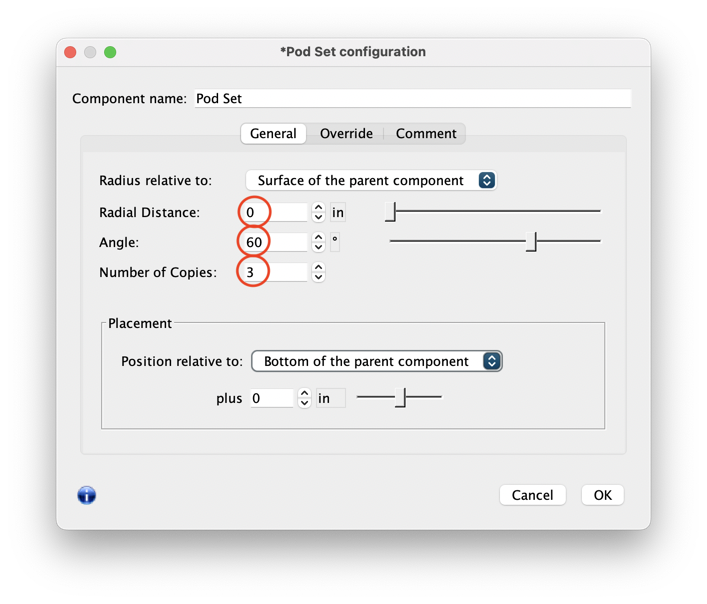 *Pod Set configuration
Component name: Pod Set
General Override Comment
Radius relative to: Surface of the parent component
Radial Distance: 0 in
Angle: 60 °
Number of Copies: 3
Placement
Position relative to: Bottom of the parent component
plus 0 in
Cancel OK